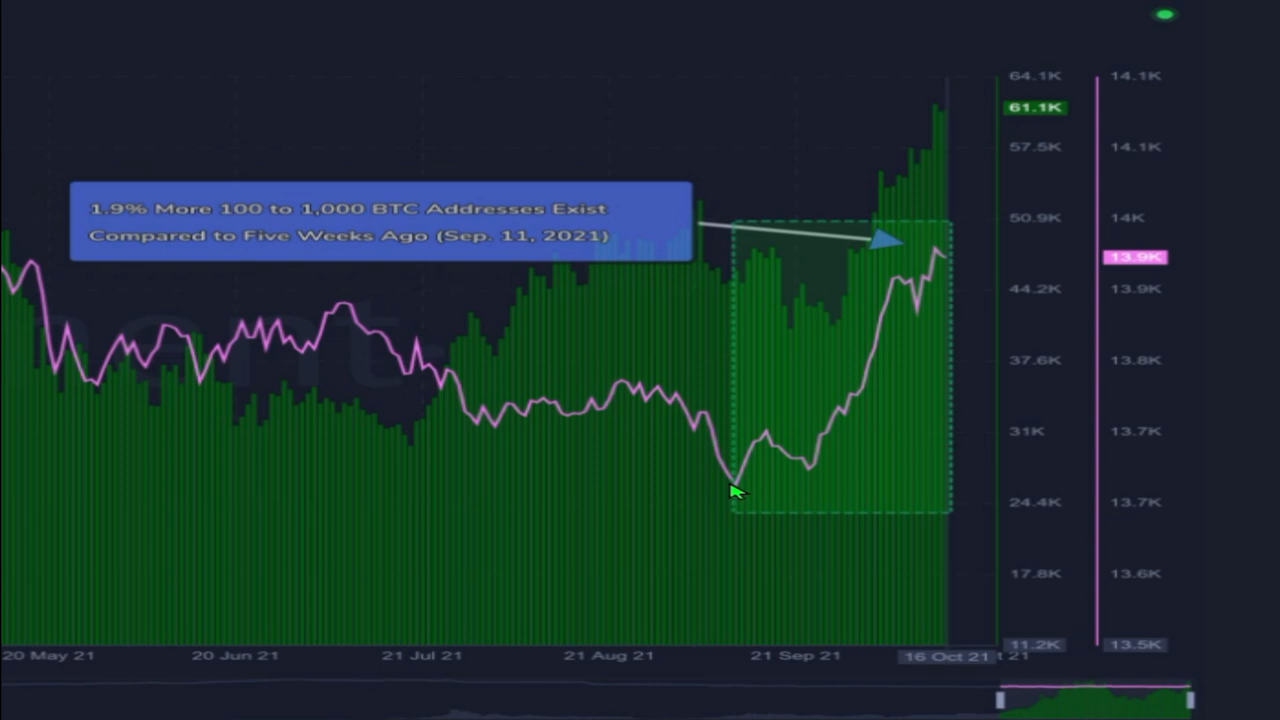 64.1K
14.1K
61.1K
57.5K
14.1K
1.9% More 100 to 1,000 BTC Addresses Exist
Compared to Five Weeks Ago (Sep. 11, 2021)
50.9K
14K
13.9K
44.2K
13.9K
37.6K
13.8K
31K
13.7K
24.4K
13.7K
17.8K
13.6K
11.2K
13.5K
20 May 21
20 Jun 21
21 Jul 21
21 Aug 21
21 Sep 21
16 Oct 21
t 21